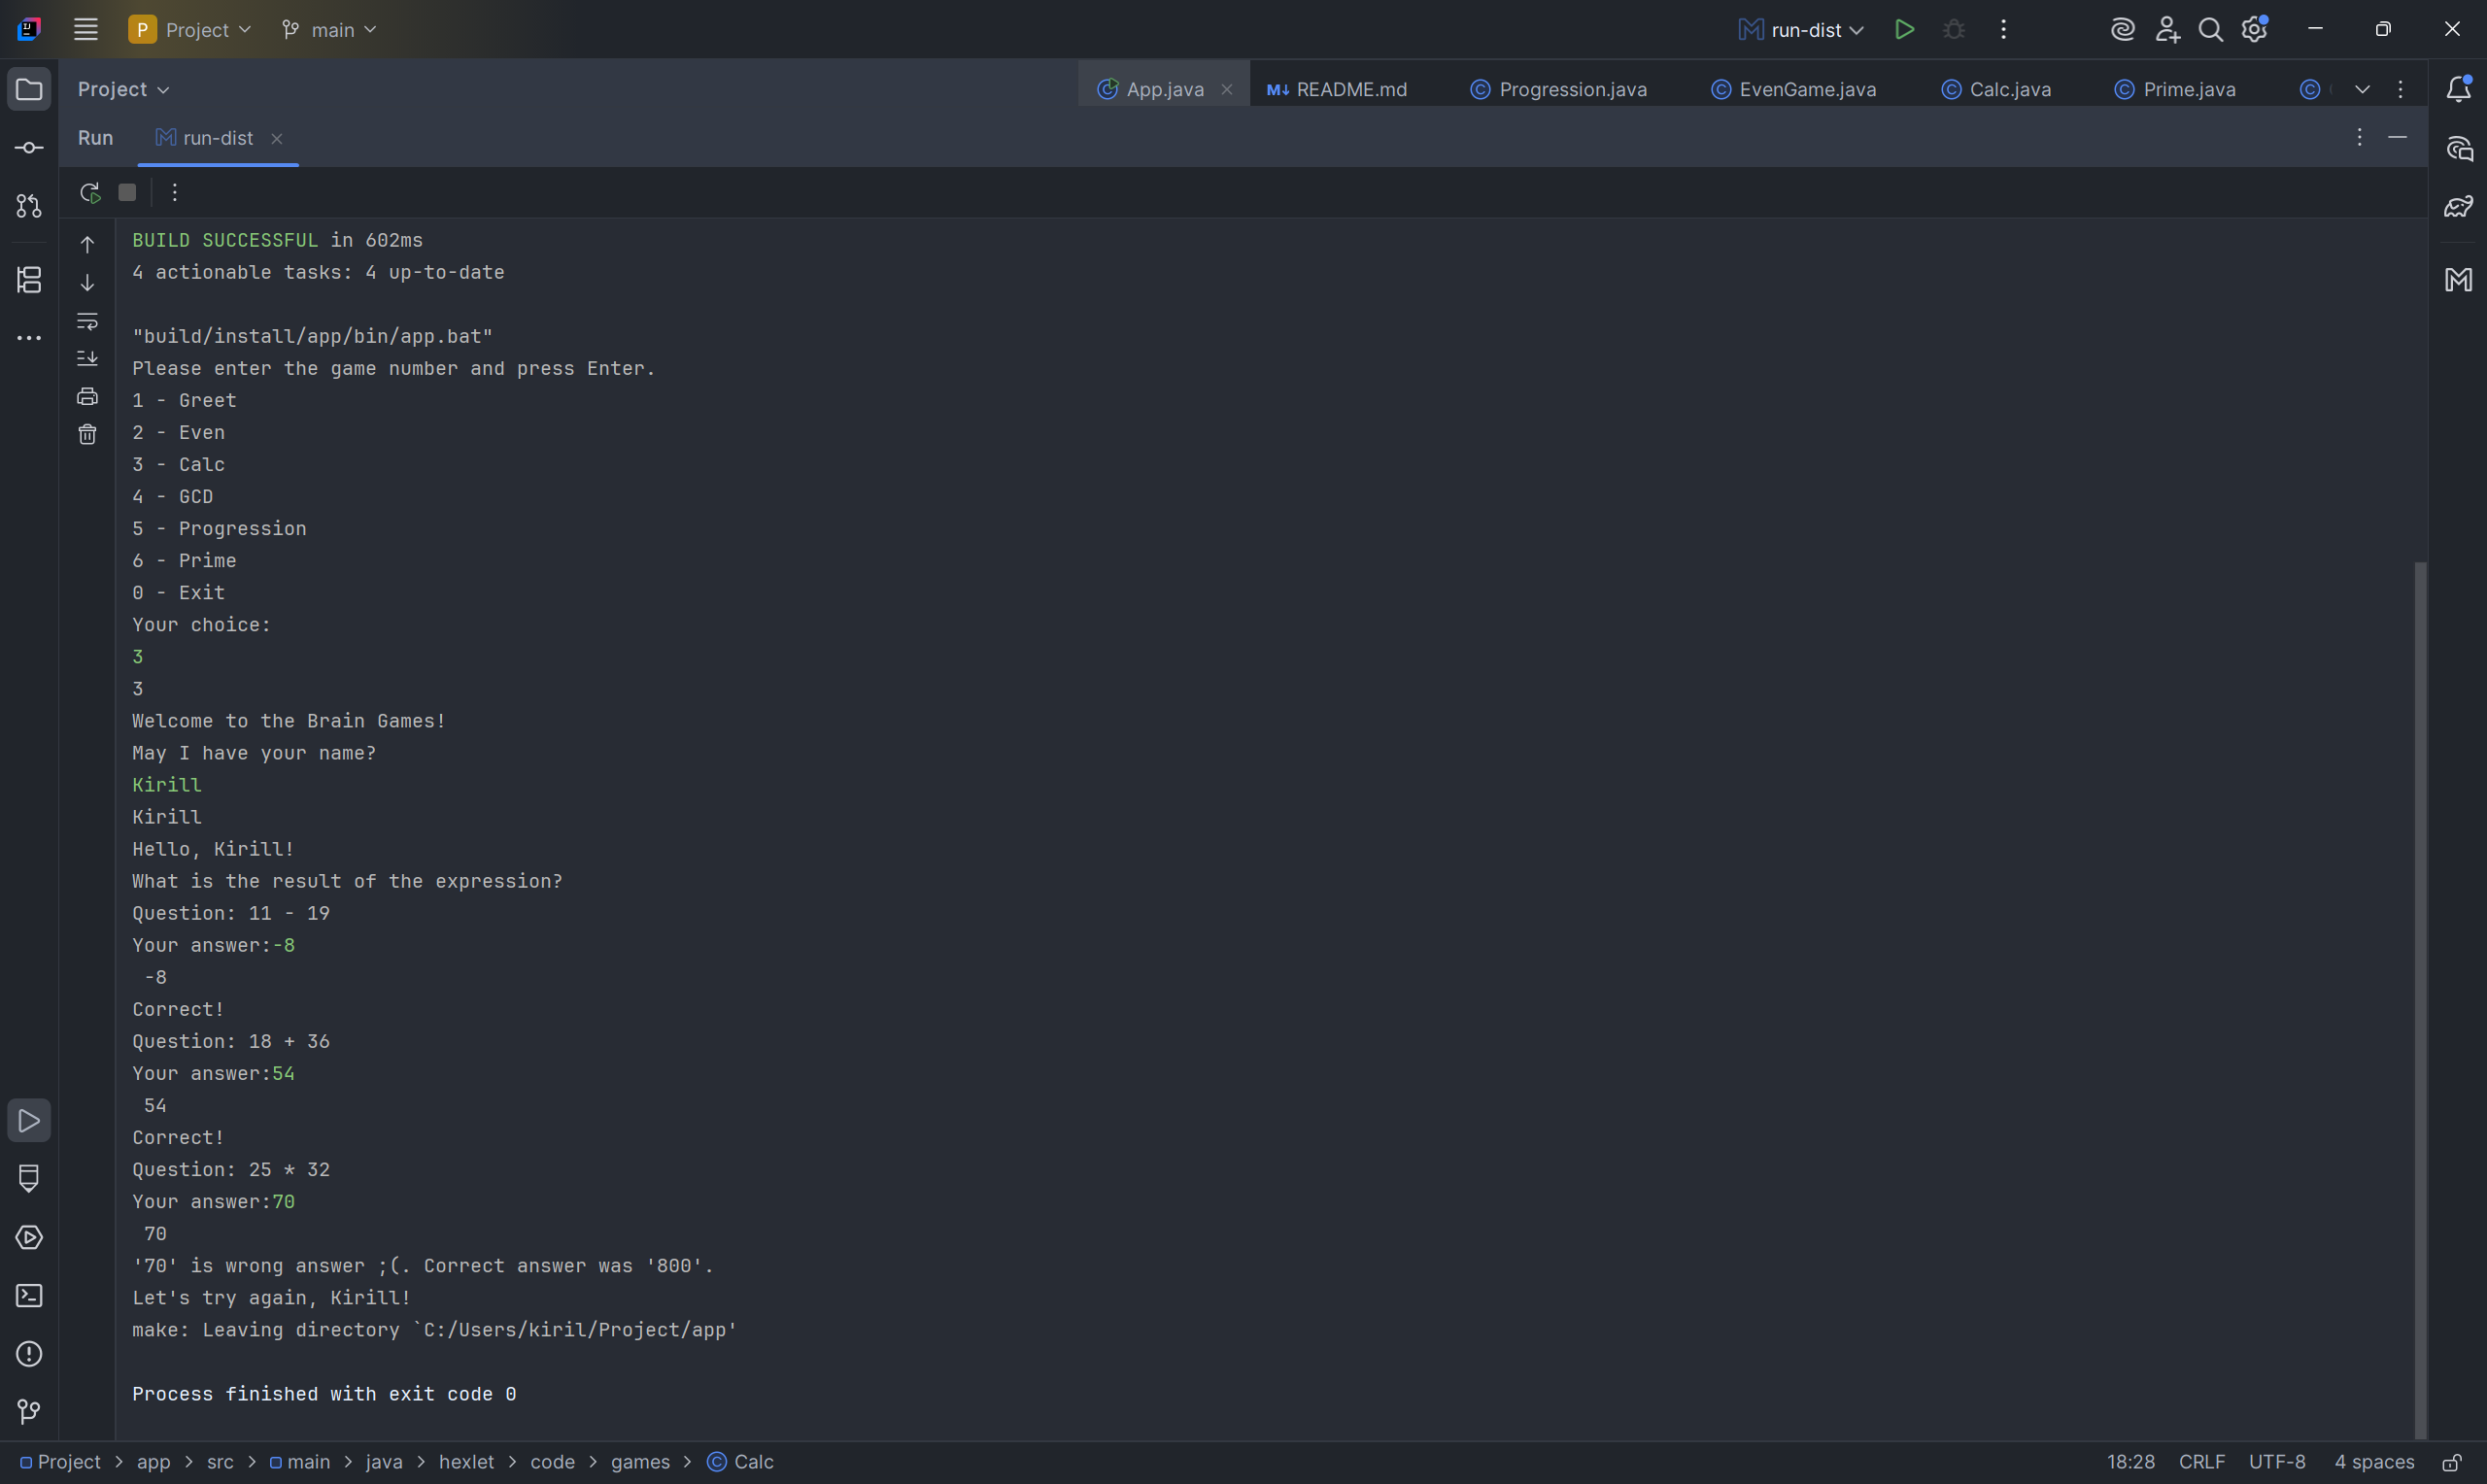 P Project main run-dist
Project App.java README.md Progression.java EvenGame.java Calc.java Prime.java
Run run-dist
BUILD SUCCESSFUL in 602ms
4 actionable tasks: 4 up-to-date
"build/install/app/bin/app.bat"
Please enter the game number and press Enter.
1 - Greet
2 - Even
3 - Calc
4 - GCD
5 - Progression
6 - Prime
0 - Exit
Your choice:
3
3
Welcome to the Brain Games!
May I have your name?
Kirill
Kirill
Hello, Kirill!
What is the result of the expression?
Question: 11 - 19
Your answer:-8
-8
Correct!
Question: 18 + 36
Your answer:54
54
Correct!
Question: 25 * 32
Your answer:70
70
'70' is wrong answer ;(. Correct answer was '800'.
Let's try again, Kirill!
make: Leaving directory `C:/Users/kiril/Project/app'
Process finished with exit code 0
Project > app > src > main > java > hexlet > code > games > Calc 18:28 CRLF UTF-8 4 spaces